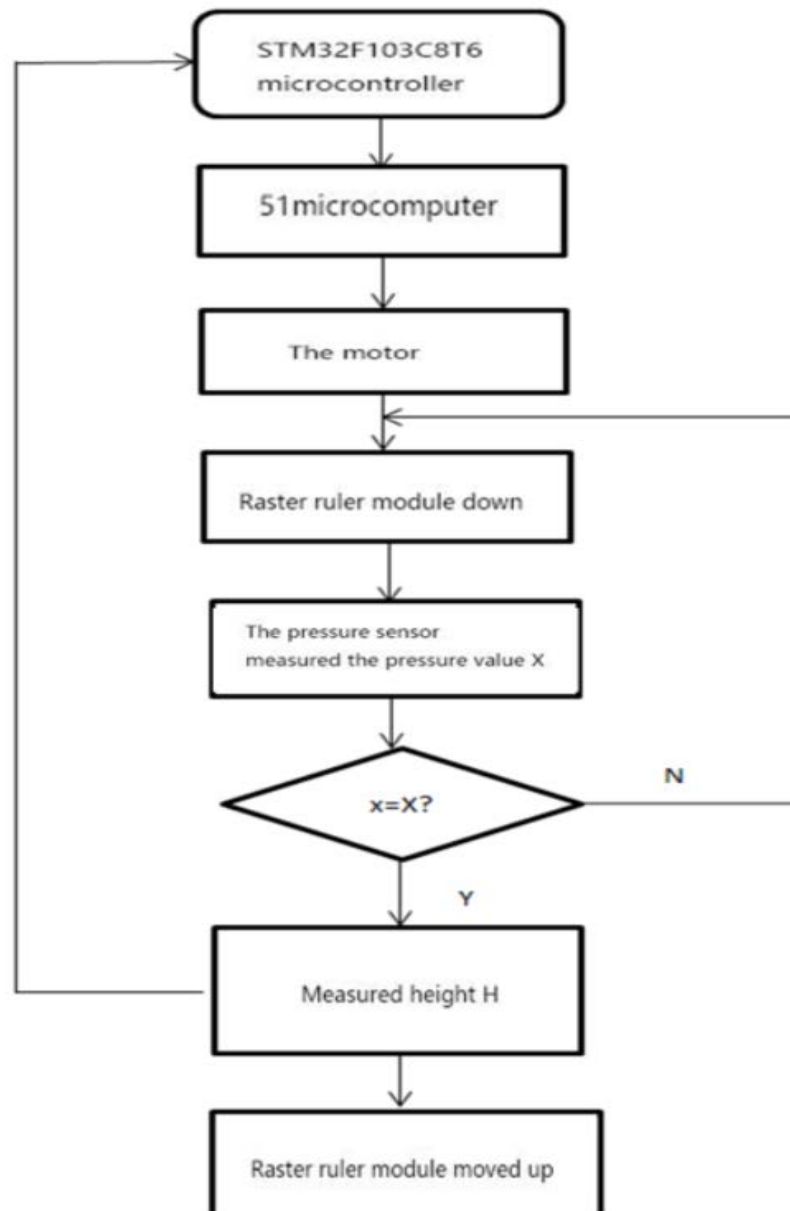 STM32F103C8T6
microcontroller
51microcomputer
The motor
Raster ruler module down
The pressure sensor
measured the pressure value X
x=X?
N
Y
Measured height H
Raster ruler module moved up